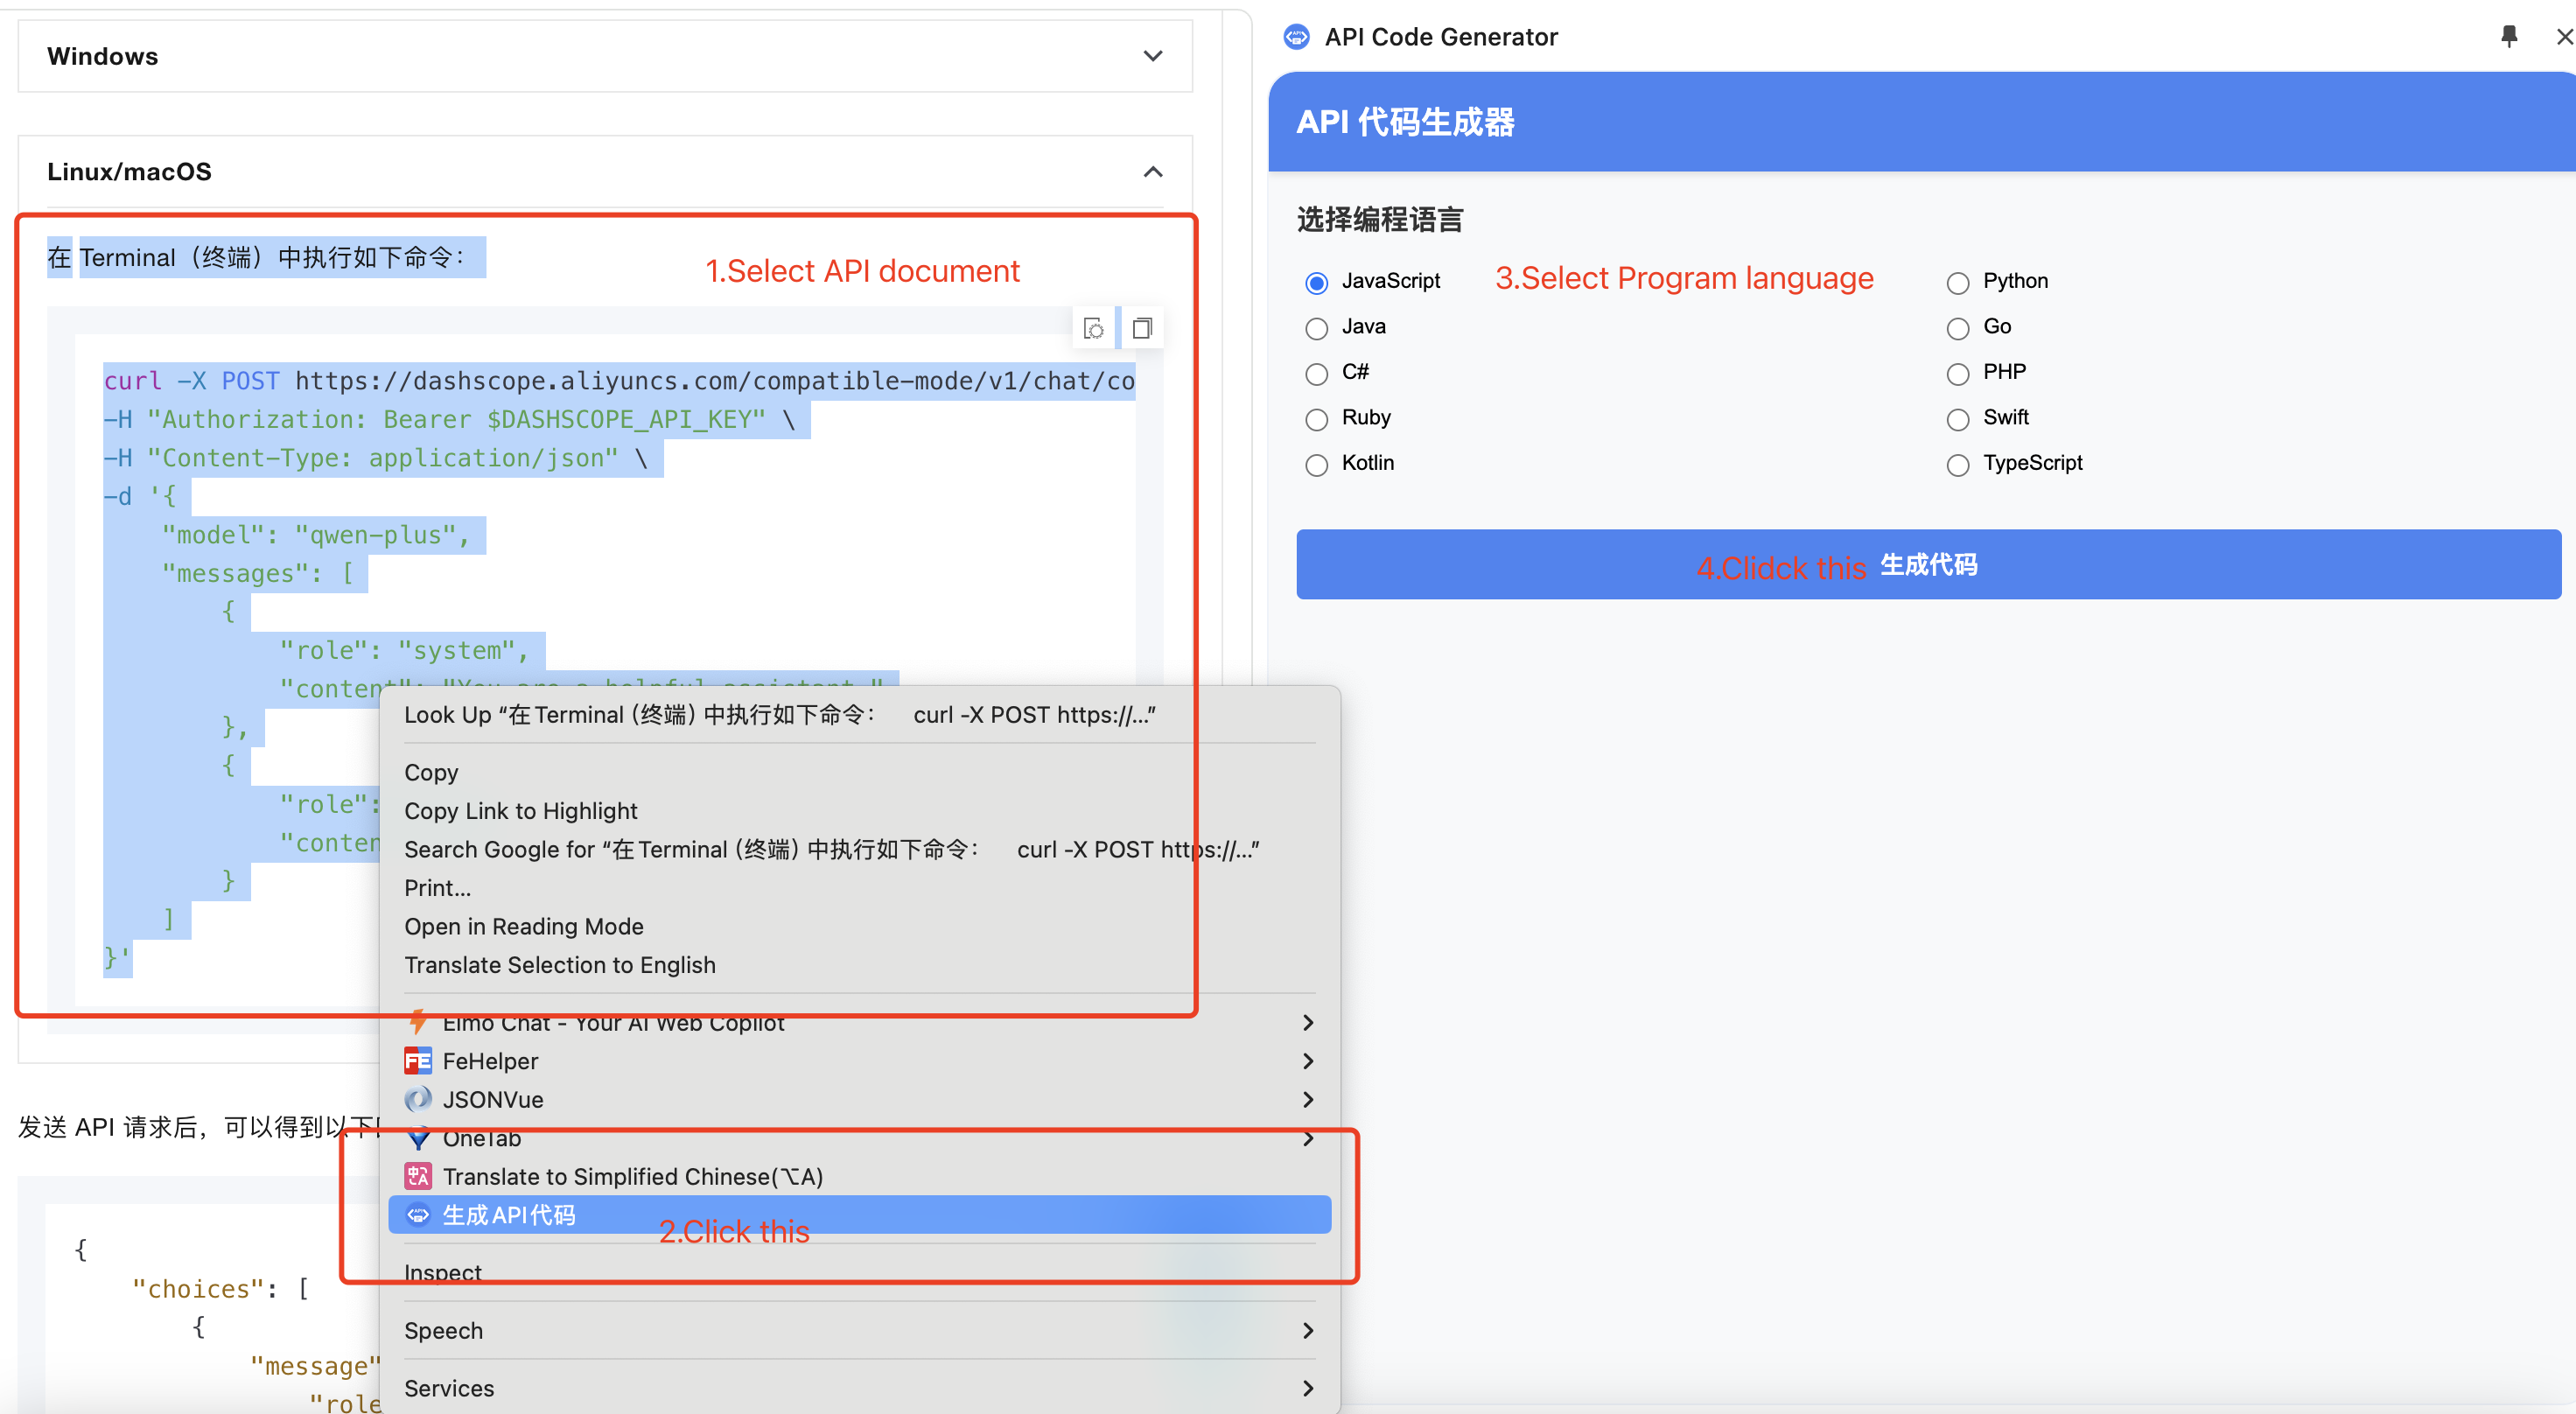 Windows
Linux/macOS
在 Terminal（终端）中执行如下命令：
1.Select API document
curl -X POST https://dashscope.aliyuncs.com/compatible-mode/v1/chat/co
-H "Authorization: Bearer $DASHSCOPE_API_KEY" \
-H "Content-Type: application/json" \
-d '{
"model": "qwen-plus",
"messages": [
{
"role": "system",
"content": "You are a helpful assistant."
},
{
"role":
"conten
}
]
}'
发送 API 请求后，可以得到以下
{
"choices": [
{
"message"
"role
Look Up “在 Terminal（终端）中执行如下命令： curl -X POST https://...”
Copy
Copy Link to Highlight
Search Google for “在 Terminal（终端）中执行如下命令： curl -X POST https://...”
Print...
Open in Reading Mode
Translate Selection to English
Elmo Chat - Your AI Web Copilot
FE FeHelper
JSONVue
OneTab
Translate to Simplified Chinese(⌥A)
生成API代码
2.Click this
Inspect
Speech
Services
API Code Generator
API 代码生成器
选择编程语言
3.Select Program language
JavaScript
Python
Java
Go
C#
PHP
Ruby
Swift
Kotlin
TypeScript
4.Clidck this 生成代码